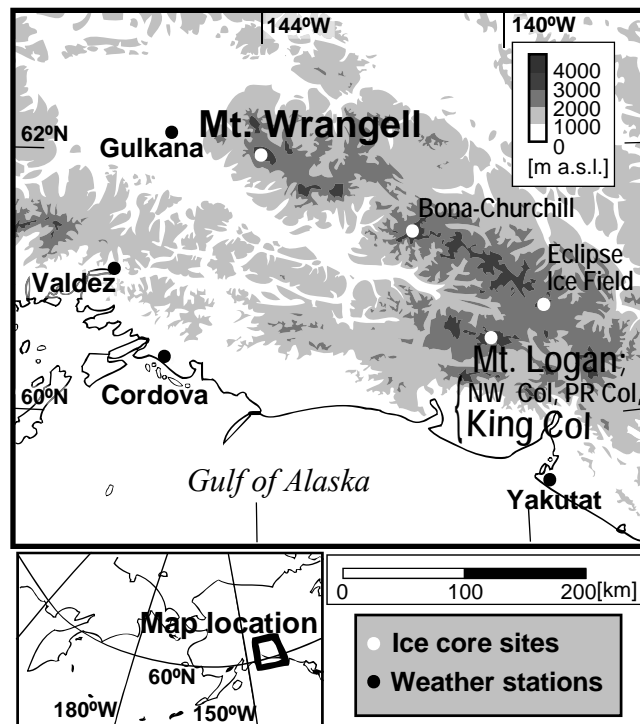 144ºW
140ºW
4000
3000
2000
1000
0
[m a.s.l.]
62ºN
Gulkana
Mt. Wrangell
Bona-Churchill
Eclipse
Ice Field
Valdez
Mt. Logan;
NW Col, PR Col,
King Col
Cordova
60ºN
Gulf of Alaska
Yakutat
Map location
60ºN
180ºW
150ºW
0
100
200[km]
Ice core sites
Weather stations